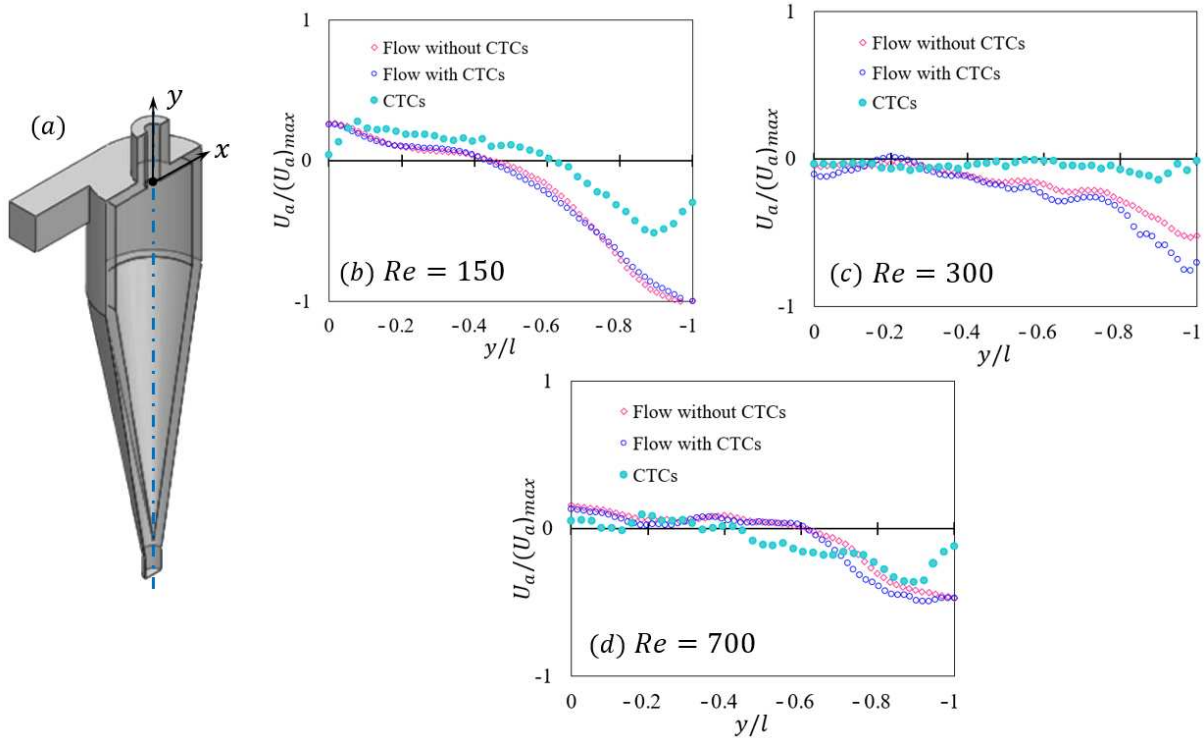 (a)
y
x
1
Flow without CTCs
Flow with CTCs
CTCs
U_a/(U_a)_max
0
-1
(b) Re = 150
0 -0.2 -0.4 -0.6 -0.8 -1
y/l
1
Flow without CTCs
Flow with CTCs
CTCs
U_a/(U_a)_max
0
-1
(c) Re = 300
0 -0.2 -0.4 -0.6 -0.8 -1
y/l
1
Flow without CTCs
Flow with CTCs
CTCs
U_a/(U_a)_max
0
-1
(d) Re = 700
0 -0.2 -0.4 -0.6 -0.8 -1
y/l